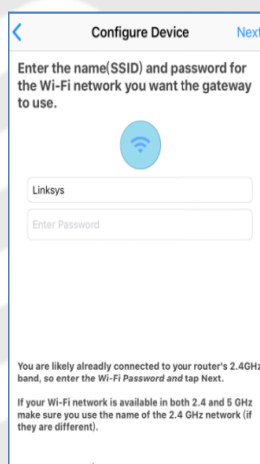 Configure Device
Next
Enter the name(SSID) and password for
the Wi-Fi network you want the gateway
to use.
Linksys
Enter Password
You are likely alreadly connected to your router's 2.4GHz
band, so enter the Wi-Fi Password and tap Next.
If your Wi-Fi network is available in both 2.4 and 5 GHz
make sure you use the name of the 2.4 GHz network (if
they are different).